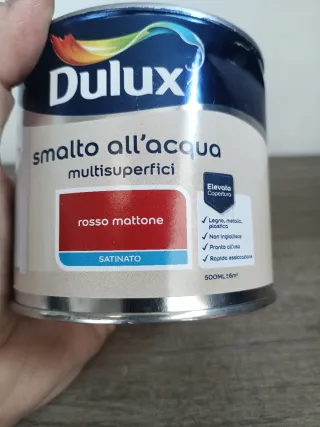 Dulux
smalto all'acqua
multisuperfici
Elevata
Copertura
rosso mattone
SATINATO
Legno, metallo,
plastica
Non ingiallisce
Pronto all'uso
Rapida essiccazione
500ML ±6m²